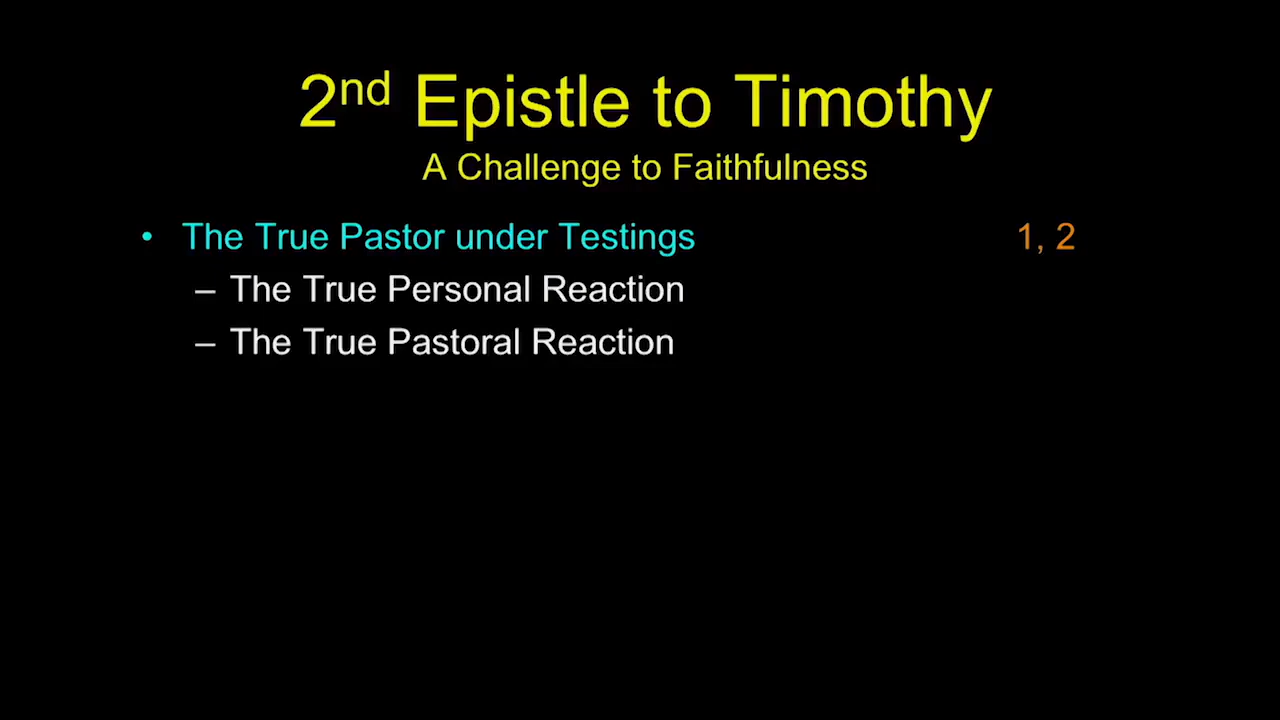 2nd Epistle to Timothy
A Challenge to Faithfulness
• The True Pastor under Testings 1, 2
– The True Personal Reaction
– The True Pastoral Reaction